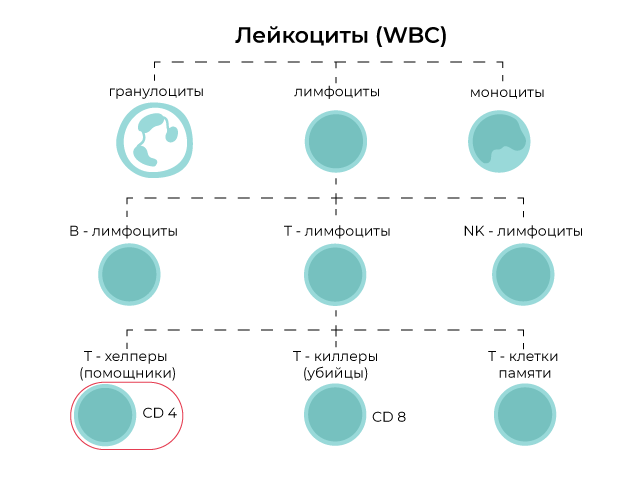 Лейкоциты (WBC)
гранулоциты
лимфоциты
моноциты
В - лимфоциты
Т - лимфоциты
NK - лимфоциты
Т - хелперы
(помощники)
Т - киллеры
(убийцы)
Т - клетки
памяти
CD 4
CD 8